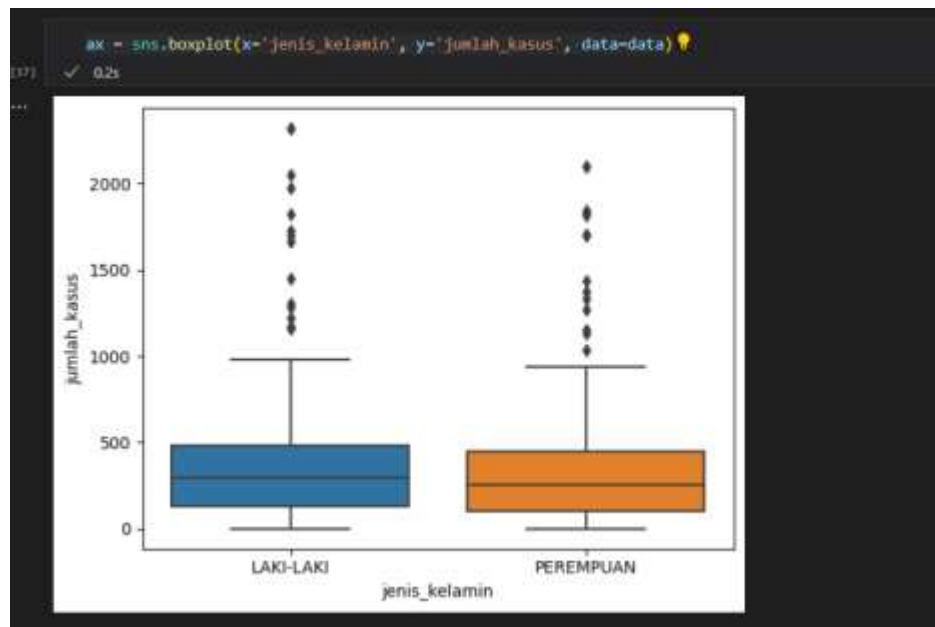 ax = sns.boxplot(x='jenis_kelamin', y='jumlah_kasus', data=data)
[37]
✓ 0.2s
...
2000
1500
1000
500
0
jumlah_kasus
LAKI-LAKI
PEREMPUAN
jenis_kelamin